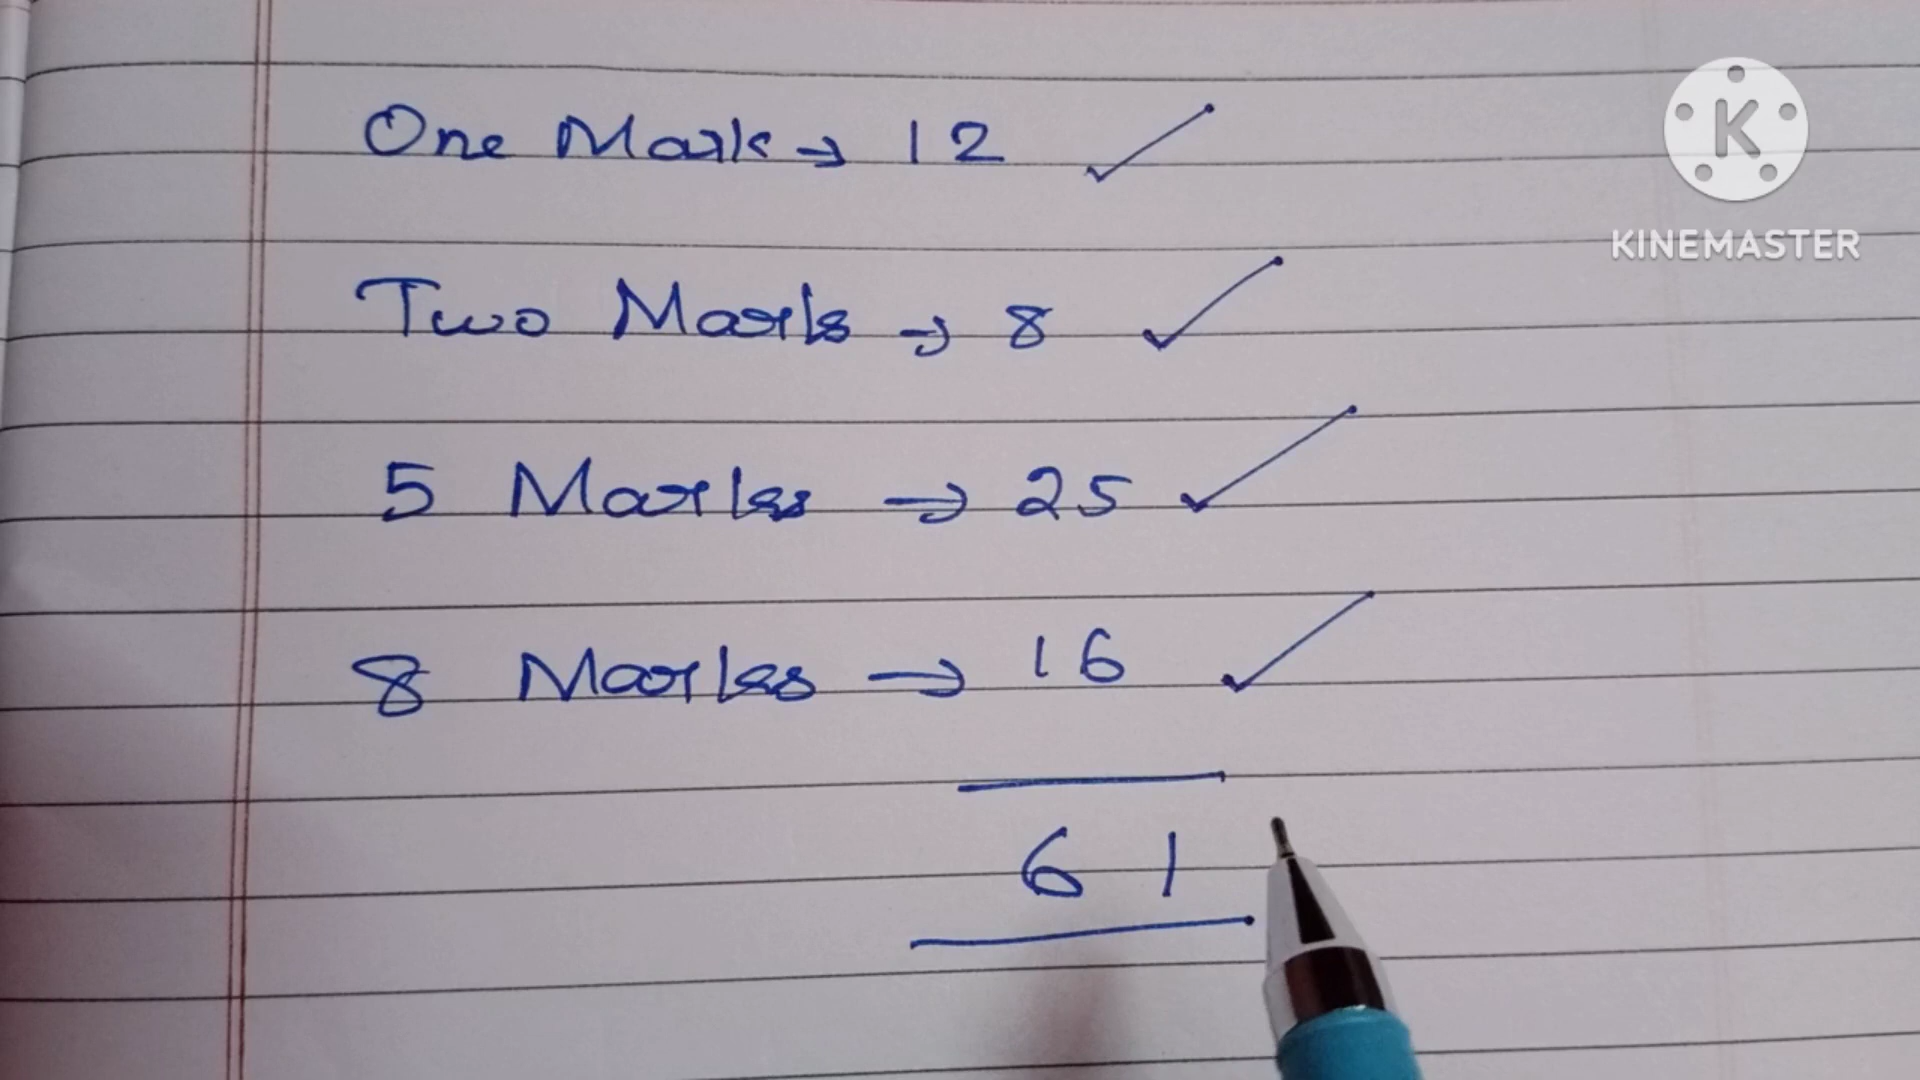 One Mark → 12 ✓
K
KINEMASTER
Two Marks → 8 ✓
5 Marks → 25 ✓
8 Marks → 16 ✓
61